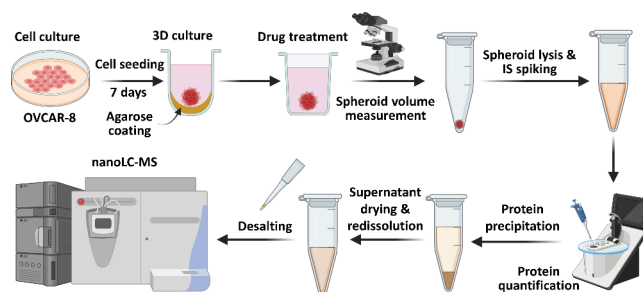 Cell culture
OVCAR-8
Cell seeding
7 days
3D culture
Agarose
coating
Drug treatment
Spheroid volume
measurement
Spheroid lysis &
IS spiking
Protein
precipitation
Protein
quantification
Supernatant
drying &
redissolution
Desalting
nanoLC-MS